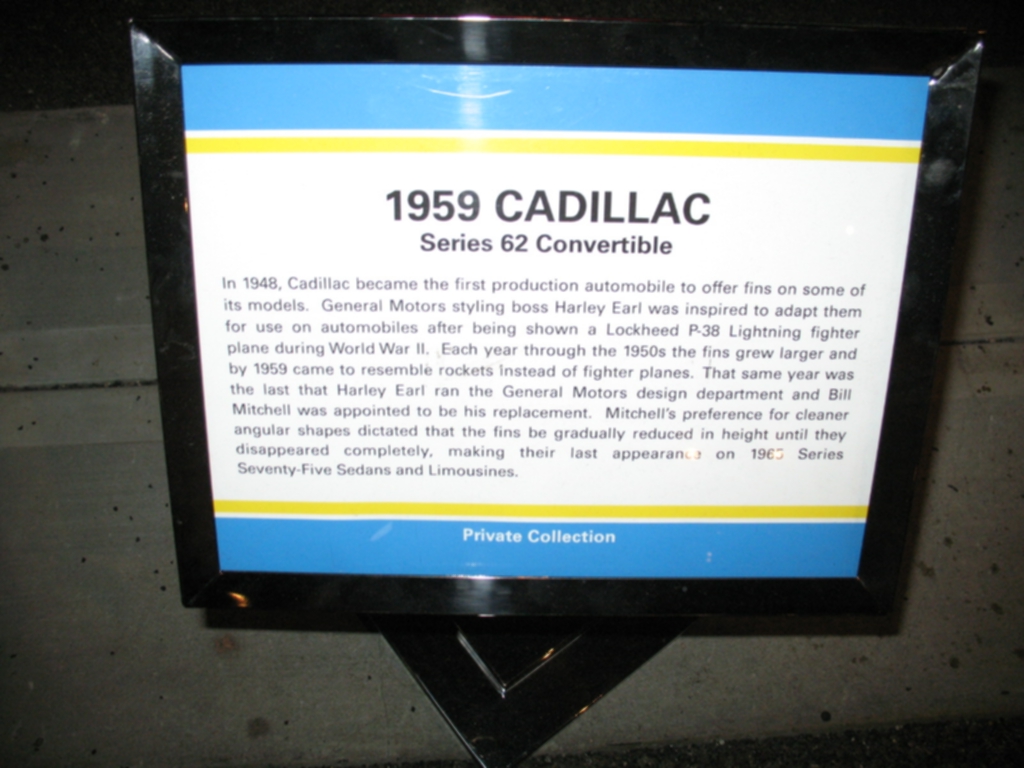 1959 CADILLAC
Series 62 Convertible
In 1948, Cadillac became the first production automobile to offer fins on some of
its models. General Motors styling boss Harley Earl was inspired to adapt them
for use on automobiles after being shown a Lockheed P-38 Lightning fighter
plane during World War II. Each year through the 1950s the fins grew larger and
by 1959 came to resemble rockets instead of fighter planes. That same year was
the last that Harley Earl ran the General Motors design department and Bill
Mitchell was appointed to be his replacement. Mitchell's preference for cleaner
angular shapes dictated that the fins be gradually reduced in height until they
disappeared completely, making their last appearance on Series
Seventy-Five Sedans and Limousines.
Private Collection